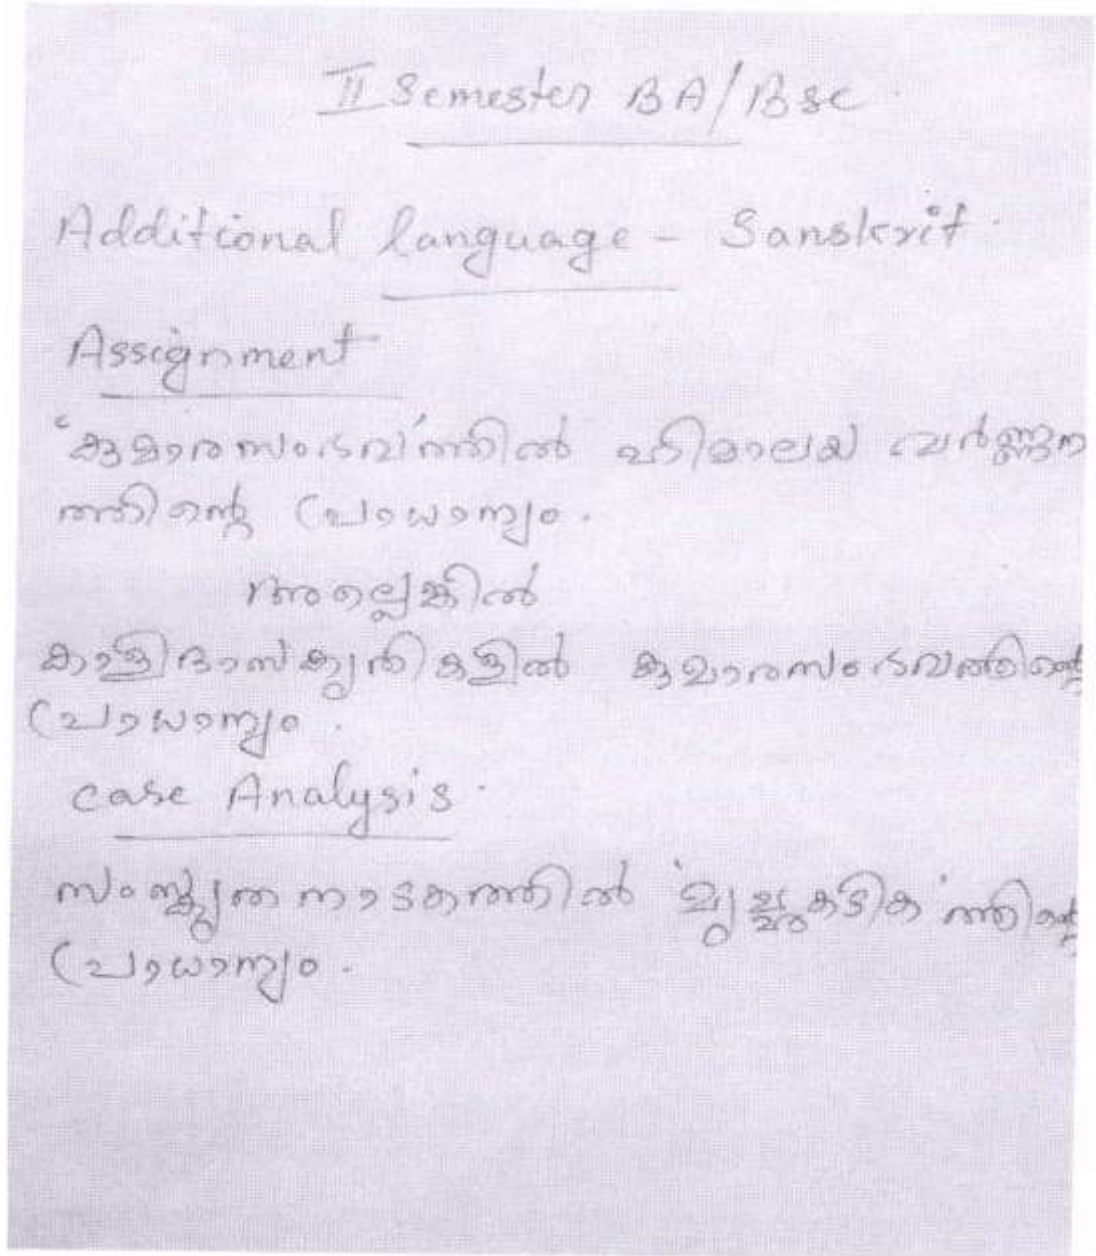 II Semester BA/Bsc.
Additional language - Sanskrit.
Assignment
'കുമാരസംഭവ'ത്തിൽ ഹിമാലയ വർണ്ണന
ത്തിന്റെ പ്രാധാന്യം.
അല്ലെങ്കിൽ
കാളിദാസകൃതികളിൽ കുമാരസംഭവത്തിന്റെ
പ്രാധാന്യം.
Case Analysis.
സംസ്കൃത നാടകത്തിൽ 'മൃച്ഛകടിക'ത്തിന്റെ
പ്രാധാന്യം.